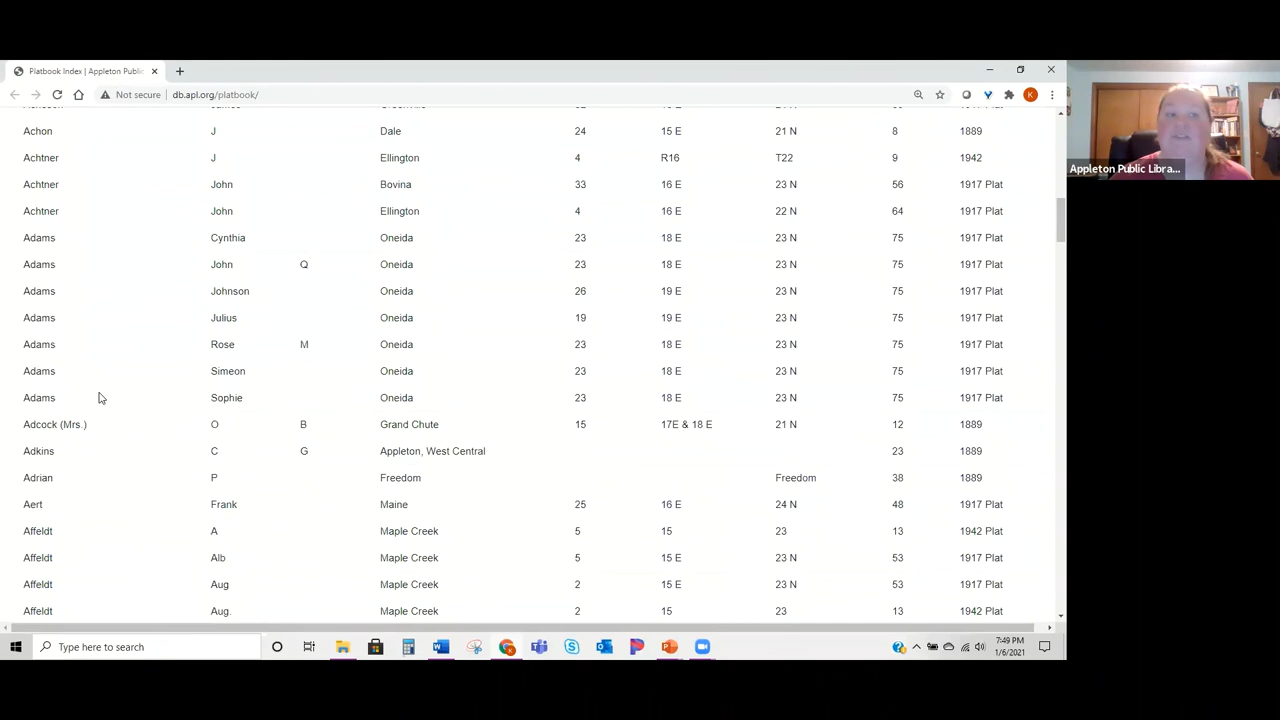 Platbook Index | Appleton Public
Not secure db.apl.org/platbook/
K
Achon J Dale 24 15 E 21 N 8 1889
Achtner J Ellington 4 R16 T22 9 1942
Achtner John Bovina 33 16 E 23 N 56 1917 Plat
Achtner John Ellington 4 16 E 22 N 64 1917 Plat
Adams Cynthia Oneida 23 18 E 23 N 75 1917 Plat
Adams John Q Oneida 23 18 E 23 N 75 1917 Plat
Adams Johnson Oneida 26 19 E 23 N 75 1917 Plat
Adams Julius Oneida 19 19 E 23 N 75 1917 Plat
Adams Rose M Oneida 23 18 E 23 N 75 1917 Plat
Adams Simeon Oneida 23 18 E 23 N 75 1917 Plat
Adams Sophie Oneida 23 18 E 23 N 75 1917 Plat
Adcock (Mrs.) O B Grand Chute 15 17E & 18 E 21 N 12 1889
Adkins C G Appleton, West Central 23 1889
Adrian P Freedom Freedom 38 1889
Aert Frank Maine 25 16 E 24 N 48 1917 Plat
Affeldt A Maple Creek 5 15 23 13 1942 Plat
Affeldt Alb Maple Creek 5 15 E 23 N 53 1917 Plat
Affeldt Aug Maple Creek 2 15 E 23 N 53 1917 Plat
Affeldt Aug. Maple Creek 2 15 23 13 1942 Plat
Appleton Public Libra...
Type here to search
7:49 PM
1/6/2021